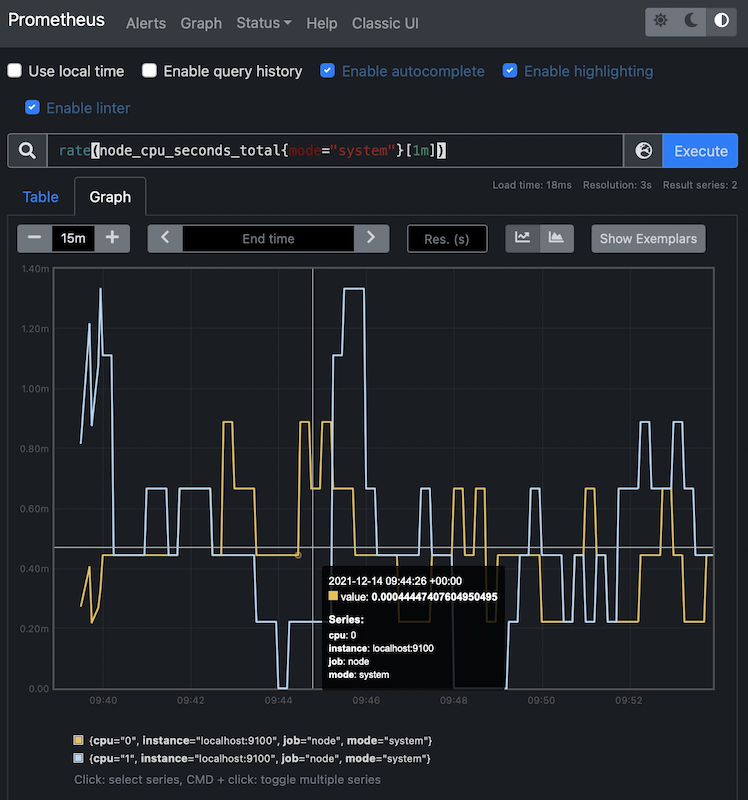 Prometheus Alerts Graph Status Help Classic UI
Use local time Enable query history Enable autocomplete Enable highlighting
Enable linter
rate(node_cpu_seconds_total{mode="system"}[1m]) Execute
Load time: 18ms Resolution: 3s Result series: 2
Table Graph
15m End time Res. (s) Show Exemplars
1.40m
1.20m
1.00m
0.80m
0.60m
0.40m
0.20m
0.00
2021-12-14 09:44:26 +00:00
value: 0.00044447407604950495
Series:
cpu: 0
instance: localhost:9100
job: node
mode: system
09:40 09:42 09:44 09:46 09:48 09:50 09:52
{cpu="0", instance="localhost:9100", job="node", mode="system"}
{cpu="1", instance="localhost:9100", job="node", mode="system"}
Click: select series, CMD + click: toggle multiple series